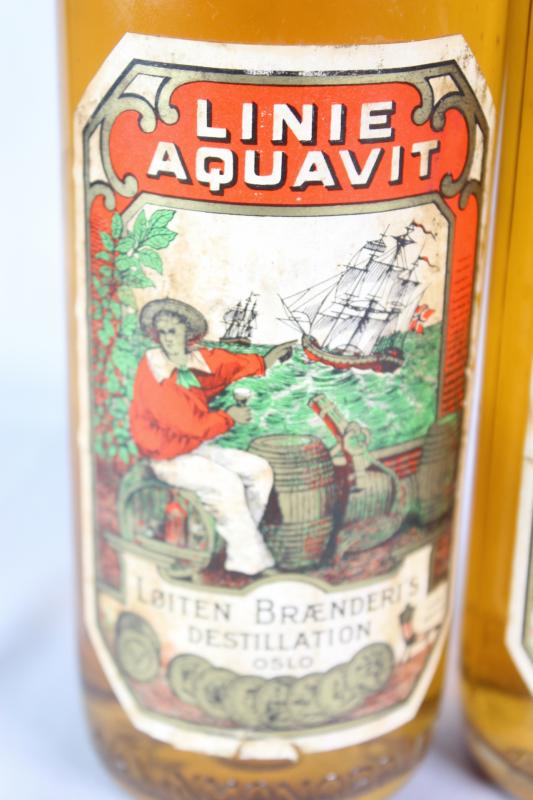 LINIE
AQUAVIT
LØITEN BRÆNDERI'S
DESTILLATION
OSLO